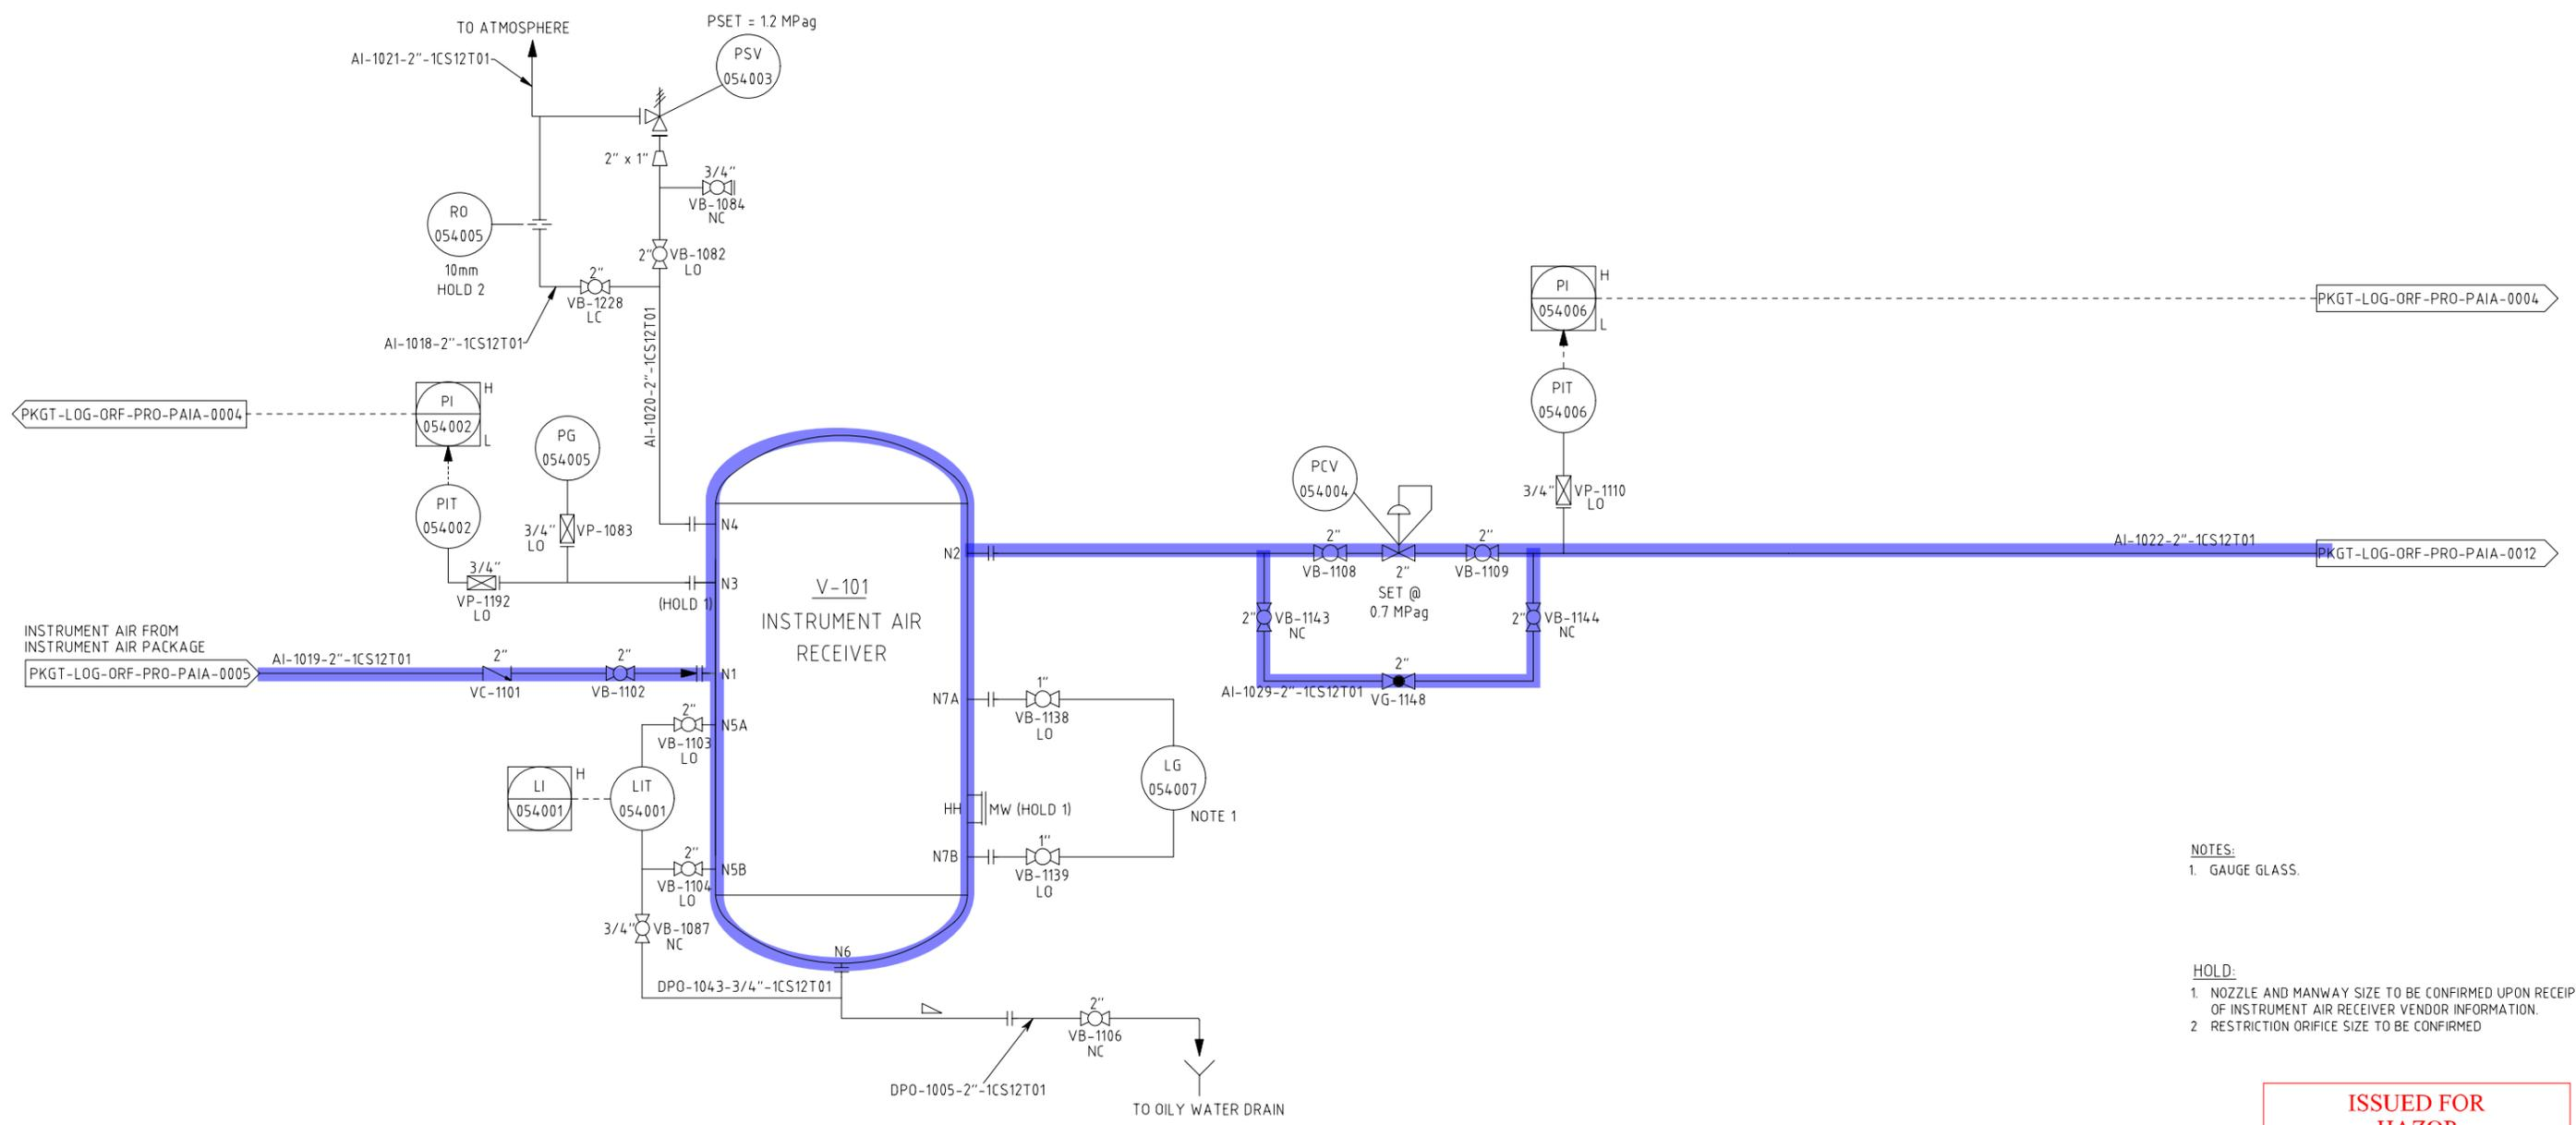 TO ATMOSPHERE
AI-1021-2"-1CS12T01
PSET = 1.2 MPag
PSV
054003
2" x 1"
3/4"
VB-1084
NC
RO
054005
10mm
HOLD 2
2"
VB-1082
LO
2"
VB-1228
LC
AI-1018-2"-1CS12T01
AI-1020-2"-1CS12T01
PKGT-LOG-ORF-PRO-PAIA-0004
PI
054002
H
L
PIT
054002
PG
054005
3/4"
LO
VP-1083
3/4"
VP-1192
LO
N4
N3
(HOLD 1)
INSTRUMENT AIR FROM
INSTRUMENT AIR PACKAGE
PKGT-LOG-ORF-PRO-PAIA-0005
AI-1019-2"-1CS12T01
2"
VC-1101
2"
VB-1102
N1
V-101
INSTRUMENT AIR
RECEIVER
2"
VB-1103
LO
N5A
LI
054001
H
LIT
054001
2"
VB-1104
LO
N5B
3/4"
VB-1087
NC
N6
DPO-1043-3/4"-1CS12T01
2"
VB-1106
NC
DPO-1005-2"-1CS12T01
TO OILY WATER DRAIN
N7A
1"
VB-1138
LO
LG
054007
NOTE 1
HH
MW (HOLD 1)
N7B
1"
VB-1139
LO
N2
PCV
054004
2"
VB-1108
2"
SET @
0.7 MPag
2"
VB-1109
2"
VB-1143
NC
2"
VB-1144
NC
2"
VG-1148
AI-1029-2"-1CS12T01
PI
054006
H
L
PKGT-LOG-ORF-PRO-PAIA-0004
PIT
054006
3/4"
VP-1110
LO
AI-1022-2"-1CS12T01
PKGT-LOG-ORF-PRO-PAIA-0012
NOTES:
1. GAUGE GLASS.
HOLD:
1. NOZZLE AND MANWAY SIZE TO BE CONFIRMED UPON RECEIP
OF INSTRUMENT AIR RECEIVER VENDOR INFORMATION.
2 RESTRICTION ORIFICE SIZE TO BE CONFIRMED
ISSUED FOR
HAZOP